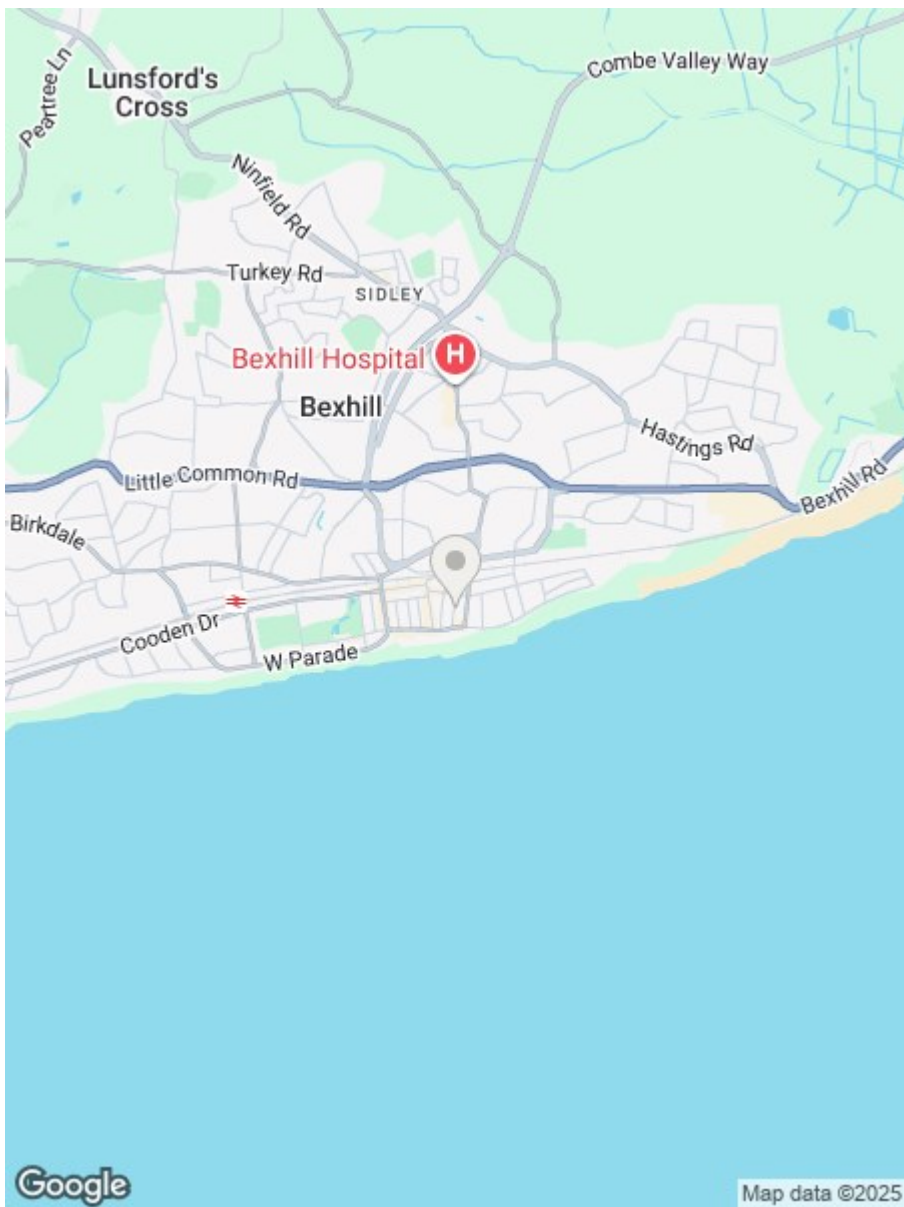 Peartree Ln
Lunsford's
Cross
Combe Valley Way
Ninfield Rd
Turkey Rd
SIDLEY
Bexhill Hospital
H
Bexhill
Hastings Rd
Little Common Rd
Bexhill Rd
Birkdale
Cooden Dr
W Parade
Google
Map data ©2025